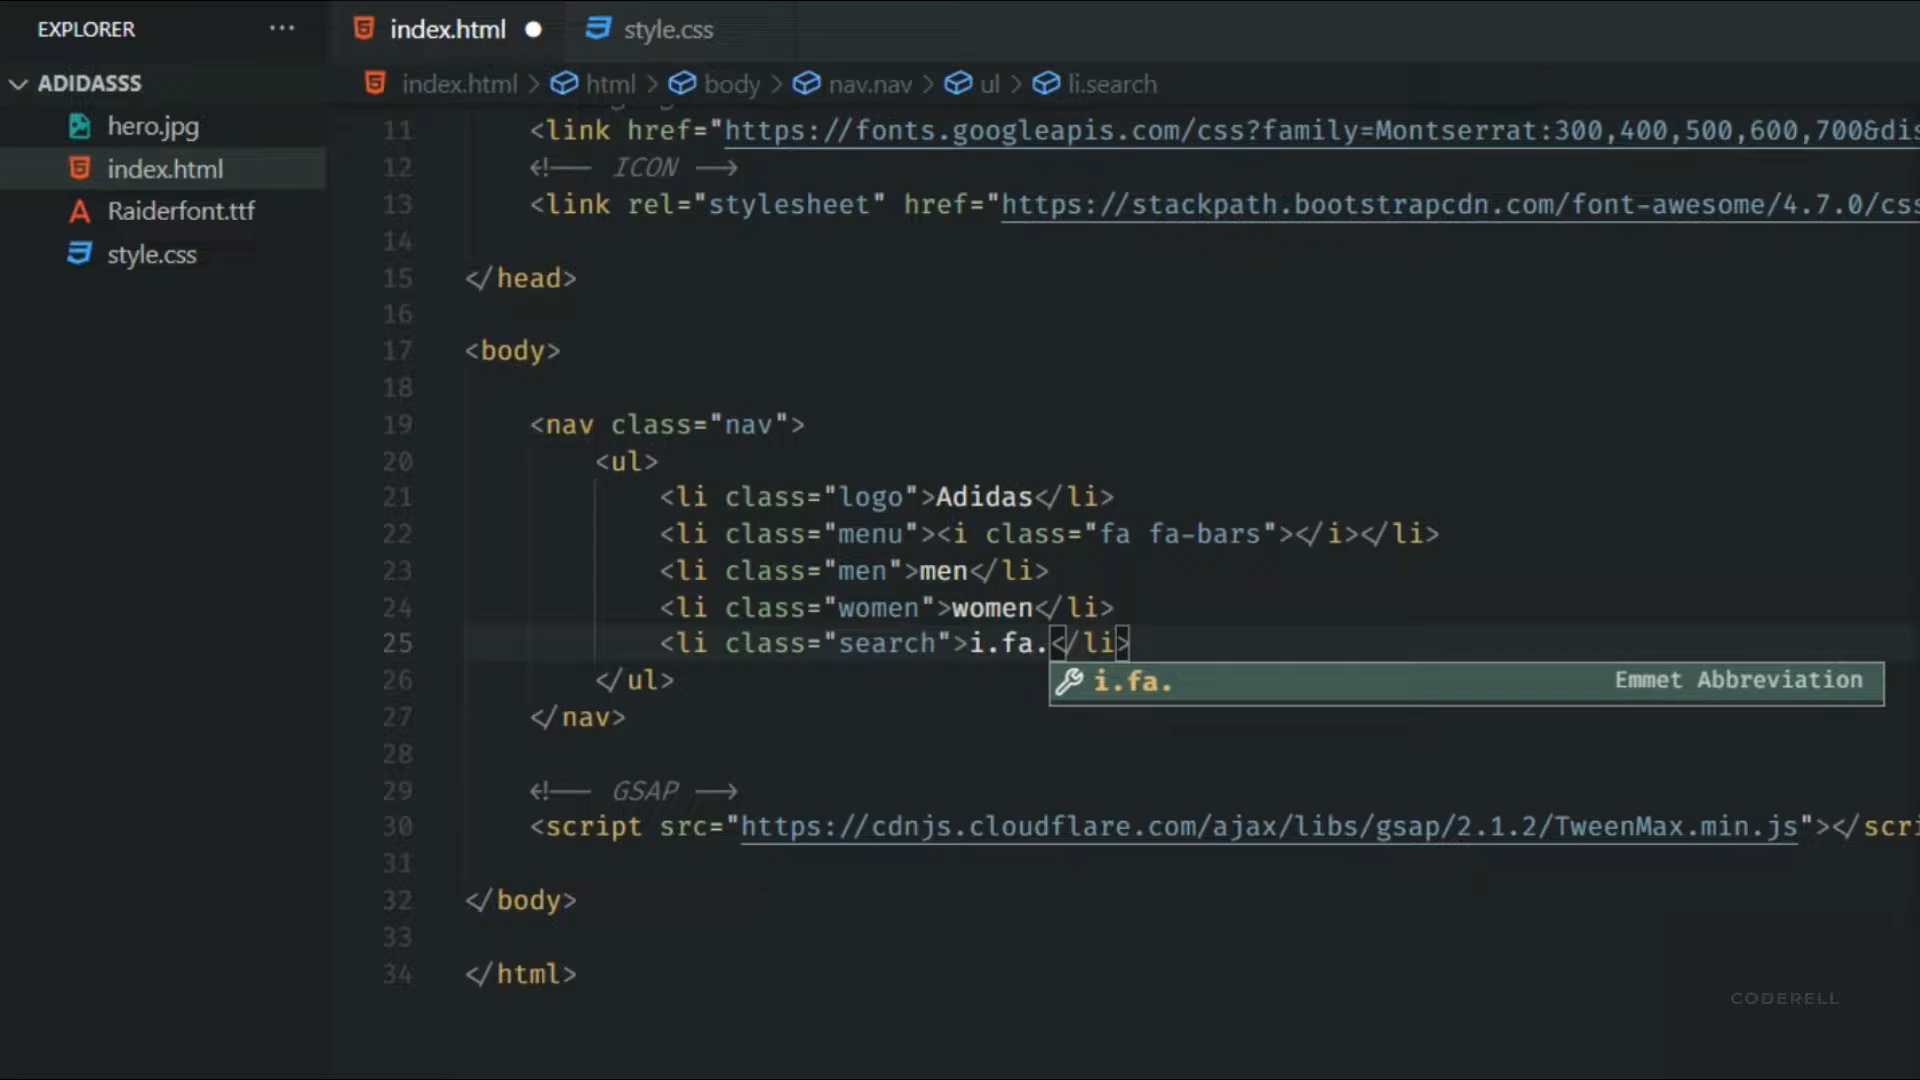 EXPLORER ···
index.html
style.css
ADIDASSS
index.html > html > body > nav.nav > ul > li.search
hero.jpg
index.html
Raiderfont.ttf
style.css
11 <link href="https://fonts.googleapis.com/css?family=Montserrat:300,400,500,600,700&dis
12 <!-- ICON -->
13 <link rel="stylesheet" href="https://stackpath.bootstrapcdn.com/font-awesome/4.7.0/css
14
15 </head>
16
17 <body>
18
19 <nav class="nav">
20 <ul>
21 <li class="logo">Adidas</li>
22 <li class="menu"><i class="fa fa-bars"></i></li>
23 <li class="men">men</li>
24 <li class="women">women</li>
25 <li class="search">i.fa.</li>
i.fa. Emmet Abbreviation
26 </ul>
27 </nav>
28
29 <!-- GSAP -->
30 <script src="https://cdnjs.cloudflare.com/ajax/libs/gsap/2.1.2/TweenMax.min.js"></scri
31
32 </body>
33
34 </html>
CODERELL